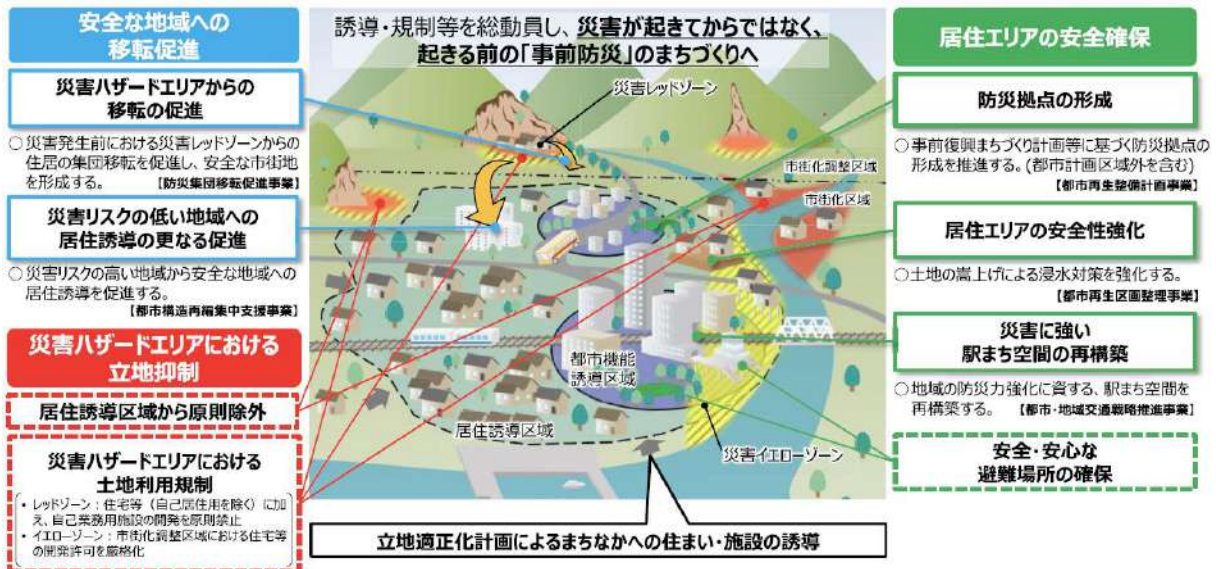 安全な地域への
移転促進
災害ハザードエリアからの
移転の促進
○災害発生前における災害レッドゾーンからの
住居の集団移転を促進し、安全な市街地
を形成する。 【防災集団移転促進事業】
災害リスクの低い地域への
居住誘導の更なる促進
○災害リスクの高い地域から安全な地域への
居住誘導を促進する。
【都市構造再編集中支援事業】
災害ハザードエリアにおける
立地抑制
居住誘導区域から原則除外
災害ハザードエリアにおける
土地利用規制
・レッドゾーン：住宅等（自己居住用を除く）に加
え、自己業務用施設の開発を原則禁止
・イエローゾーン：市街化調整区域における住宅等
の開発許可を厳格化
誘導・規制等を総動員し、災害が起きてからではなく、
起きる前の「事前防災」のまちづくりへ
災害レッドゾーン
市街化調整区域
市街化区域
都市機能
誘導区域
居住誘導区域
災害イエローゾーン
立地適正化計画によるまちなかへの住まい・施設の誘導
居住エリアの安全確保
防災拠点の形成
○事前復興まちづくり計画等に基づく防災拠点の
形成を推進する。(都市計画区域外を含む)
【都市再生整備計画事業】
居住エリアの安全性強化
○土地の嵩上げによる浸水対策を強化する。
【都市再生区画整理事業】
災害に強い
駅まち空間の再構築
○地域の防災力強化に資する、駅まち空間を
再構築する。 【都市・地域交通戦略推進事業】
安全・安心な
避難場所の確保